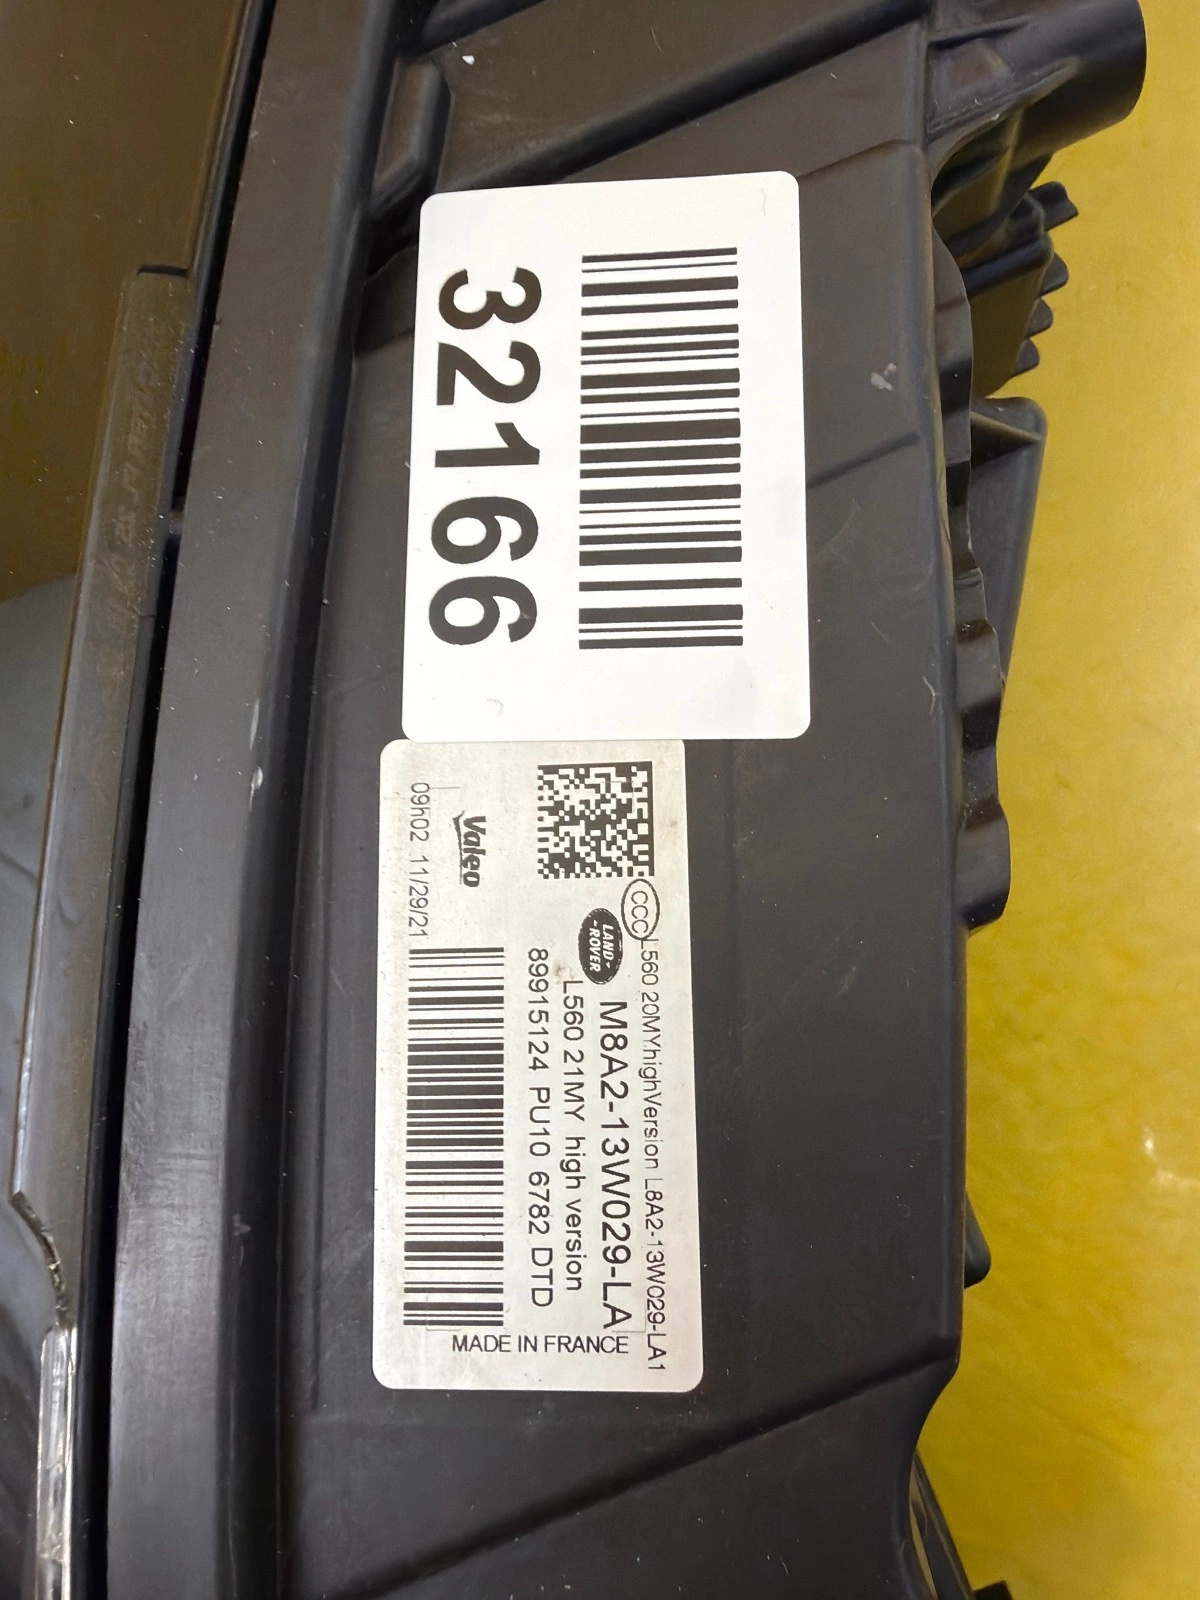 32166
CCC L560 20MYhighVersion L8A2-13W029-LA1
LAND-
-ROVER
M8A2-13W029-LA
L560 21MY high version
89915124 PU10 6782 DTD
Valeo
09h02 11/29/21
MADE IN FRANCE